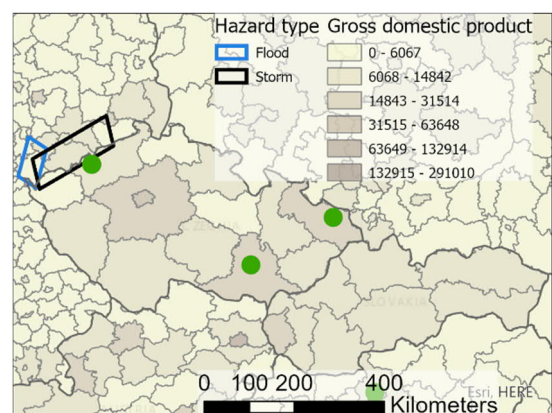 Hazard type Gross domestic product
Flood 0 - 6067
Storm 6068 - 14842
14843 - 31514
31515 - 63648
63649 - 132914
132915 - 291010
SLOVAKIA
0 100 200 400
Kilometers
Esri, HERE